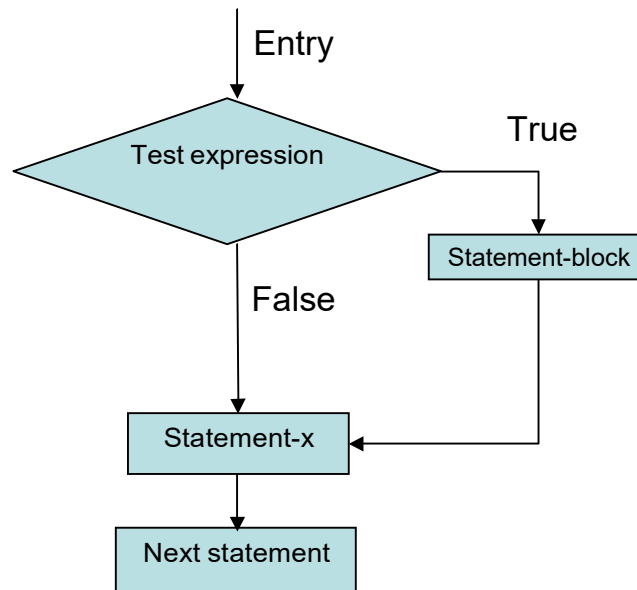 Entry
Test expression
True
Statement-block
False
Statement-x
Next statement